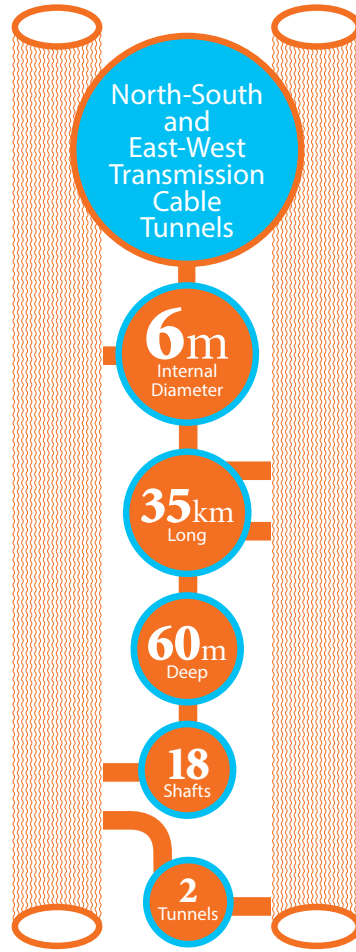 North-South
and
East-West
Transmission
Cable
Tunnels
6m
Internal
Diameter
35km
Long
60m
Deep
18
Shafts
2
Tunnels